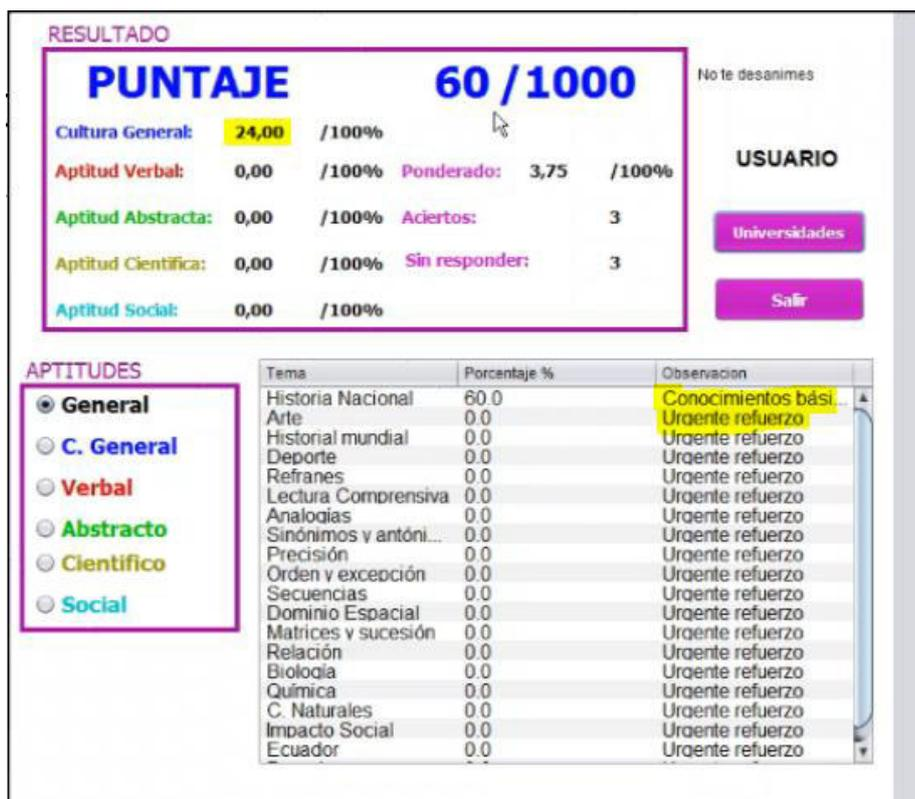 RESULTADO
PUNTAJE 60 /1000
No te desanimes
Cultura General: 24,00 /100%
USUARIO
Aptitud Verbal: 0,00 /100% Ponderado: 3,75 /100%
Aptitud Abstracta: 0,00 /100% Aciertos: 3
Universidades
Aptitud Cientifica: 0,00 /100% Sin responder: 3
Salir
Aptitud Social: 0,00 /100%
APTITUDES
General
C. General
Verbal
Abstracto
Cientifico
Social
Tema Porcentaje % Observacion
Historia Nacional 60.0 Conocimientos bási...
Arte 0.0 Urgente refuerzo
Historial mundial 0.0 Urgente refuerzo
Deporte 0.0 Urgente refuerzo
Refranes 0.0 Urgente refuerzo
Lectura Comprensiva 0.0 Urgente refuerzo
Analogías 0.0 Urgente refuerzo
Sinónimos y antóni... 0.0 Urgente refuerzo
Precisión 0.0 Urgente refuerzo
Orden y excepción 0.0 Urgente refuerzo
Secuencias 0.0 Urgente refuerzo
Dominio Espacial 0.0 Urgente refuerzo
Matrices y sucesión 0.0 Urgente refuerzo
Relación 0.0 Urgente refuerzo
Biología 0.0 Urgente refuerzo
Química 0.0 Urgente refuerzo
C. Naturales 0.0 Urgente refuerzo
Impacto Social 0.0 Urgente refuerzo
Ecuador 0.0 Urgente refuerzo